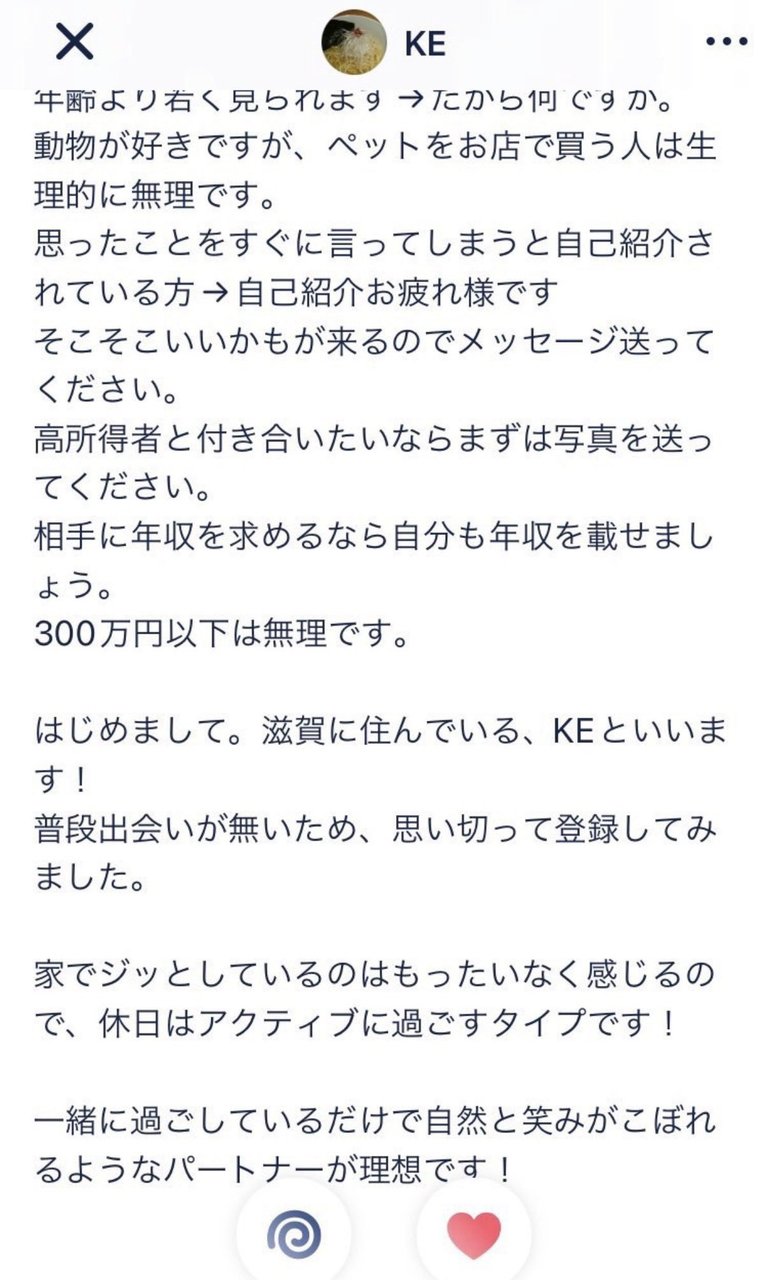 KE
年齢より若く見られます→だから何ですか。
動物が好きですが、ペットをお店で買う人は生
理的に無理です。
思ったことをすぐに言ってしまうと自己紹介さ
れている方→自己紹介お疲れ様です
そこそこいいかもが来るのでメッセージ送って
ください。
高所得者と付き合いたいならまずは写真を送っ
てください。
相手に年収を求めるなら自分も年収を載せまし
ょう。
300万円以下は無理です。
はじめまして。滋賀に住んでいる、KEといいま
す！
普段出会いが無いため、思い切って登録してみ
ました。
家でジッとしているのはもったいなく感じるの
で、休日はアクティブに過ごすタイプです！
一緒に過ごしているだけで自然と笑みがこぼれ
るようなパートナーが理想です！